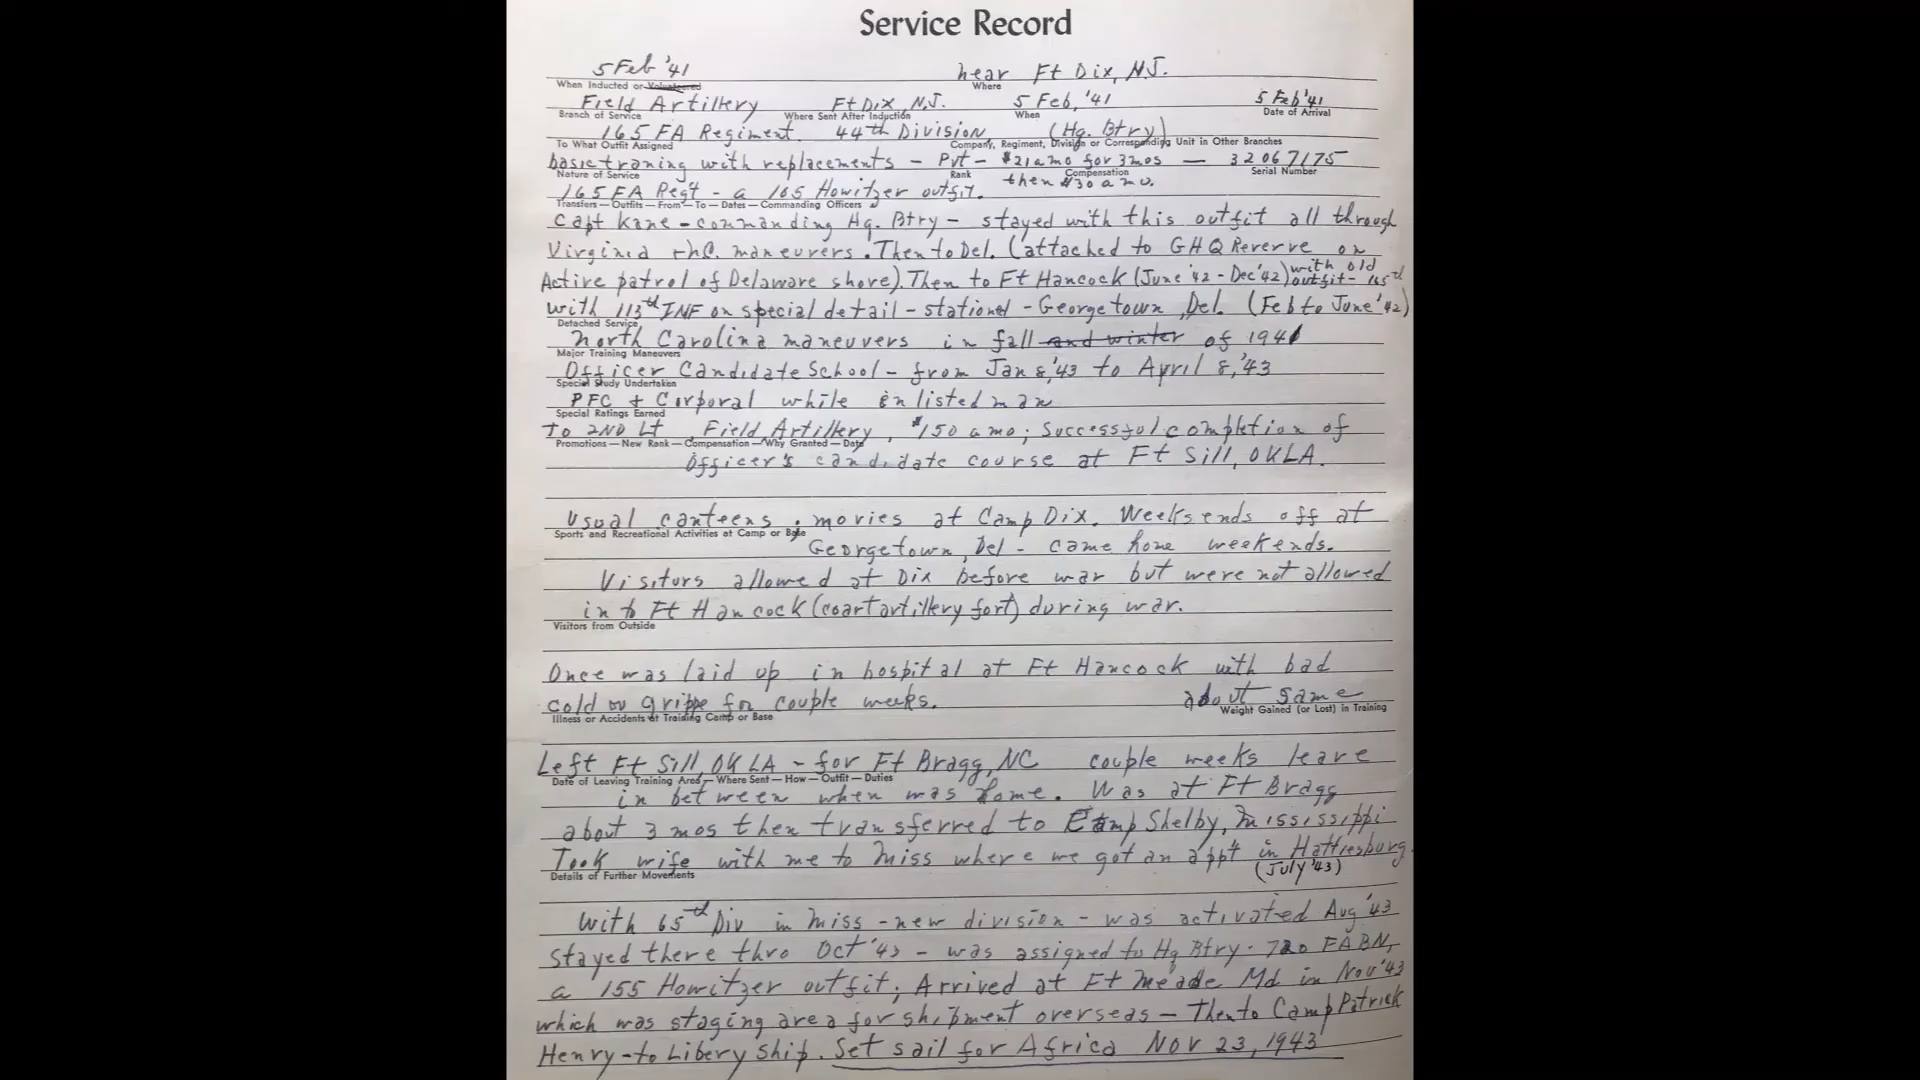 Service Record
5 Feb '41 near Ft Dix, N.J.
When Inducted or Volunteered Where
Field Artillery Ft Dix, N.J. 5 Feb, '41 5 Feb '41
Branch of Service Where Sent After Induction When Date of Arrival
165 FA Regiment. 44th Division (Hq. Btry)
To What Outfit Assigned Company, Regiment, Division or Corresponding Unit in Other Branches
basic traning with replacements - Pvt - $21 a mo for 3 mos - 32067175
Nature of Service Rank Compensation Serial Number
then $30 a mo.
165 FA Reg't - a 105 Howitzer outfit.
Transfers — Outfits — From — To — Dates — Commanding Officers
Capt Kane - commanding Hq. Btry - stayed with this outfit all through
Virginia + N.C. maneuvers. Then to Del. (attached to GHQ Reserve on
Active patrol of Delaware shore). Then to Ft Hancock (June '42 - Dec '42) with old outfit - 165th
with 113th INF on special detail - stationed - Georgetown, Del. (Feb to June '42)
Detached Service
North Carolina maneuvers in fall and winter of 1941
Major Training Maneuvers
Officer Candidate School - from Jan 8, '43 to April 8, '43
Special Study Undertaken
PFC + Corporal while enlisted man
Special Ratings Earned
To 2ND Lt, Field Artillery, $150 a mo; Successful completion of
Promotions — New Rank — Compensation — Why Granted — Date
Officer's candidate course at Ft Sill, OKLA.
Usual canteens, movies at Camp Dix. Weeksends off at
Sports and Recreational Activities at Camp or Base
Georgetown, Del - came home weekends.
Visitors allowed at Dix before war but were not allowed
into Ft Hancock (coast artillery fort) during war.
Visitors from Outside
Once was laid up in hospital at Ft Hancock with bad
cold or grippe for couple weeks. about same
Illness or Accidents at Training Camp or Base Weight Gained (or Lost) in Training
Left Ft Sill, OKLA - for Ft Bragg, NC couple weeks leave
Date of Leaving Training Area — Where Sent — How — Outfit — Duties
in between when was home. Was at Ft Bragg
about 3 mos then transferred to Camp Shelby, Mississippi
Took wife with me to Miss where we got an appt in Hattiesburg.
Details of Further Movements (July '43)
With 65th Div in Miss - new division - was activated Aug '43
stayed there thro Oct '43 - was assigned to Hq Btry - 720 FA BN,
a 155 Howitzer outfit; Arrived at Ft Meade Md in Nov '43
which was staging area for shipment overseas - Then to Camp Patrick
Henry - to Libery ship. Set sail for Africa Nov 23, 1943